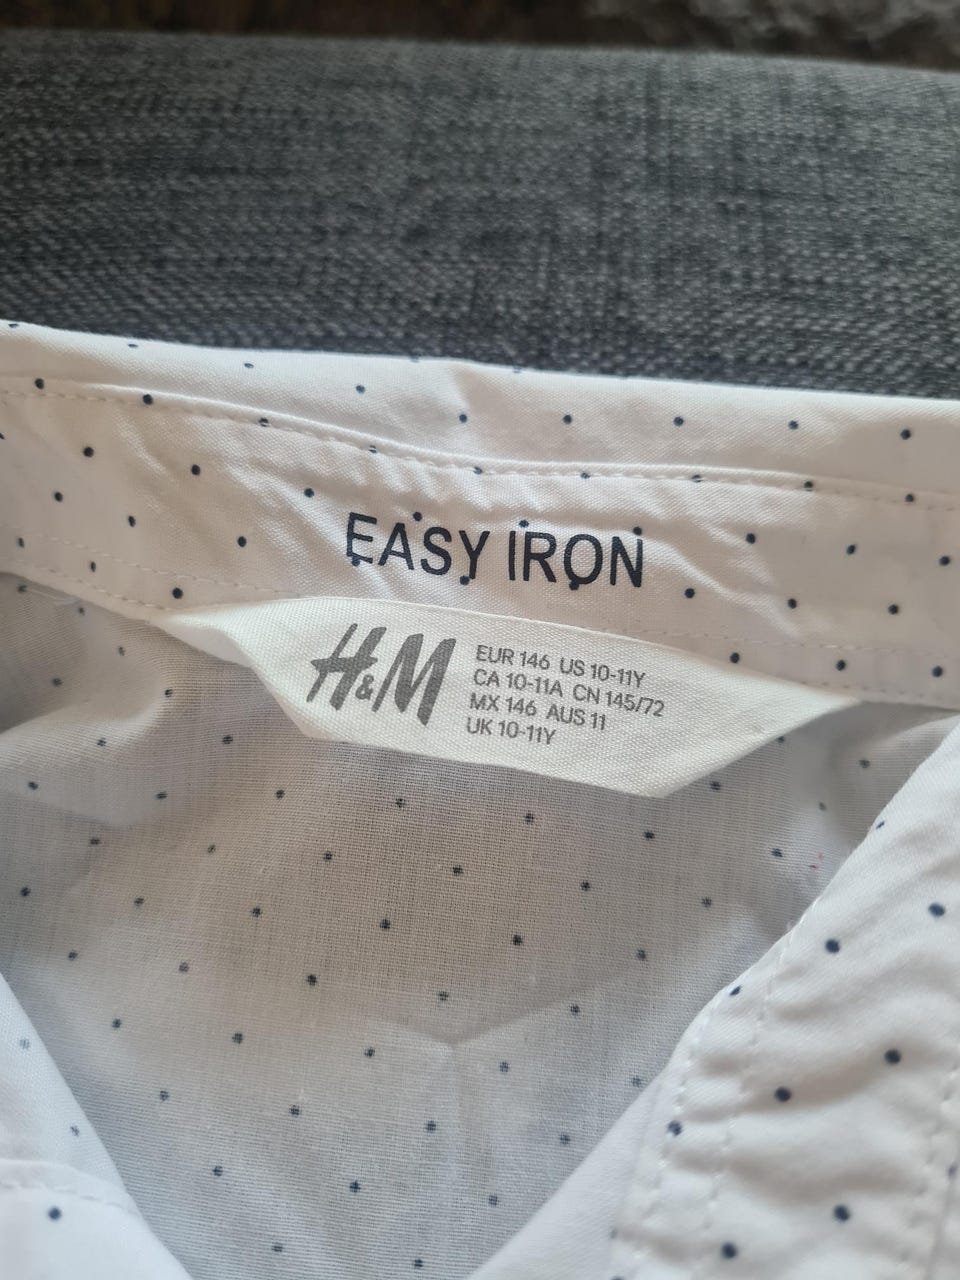 EASY IRON
H&M
EUR 146 US 10-11Y
CA 10-11A CN 145/72
MX 146 AUS 11
UK 10-11Y